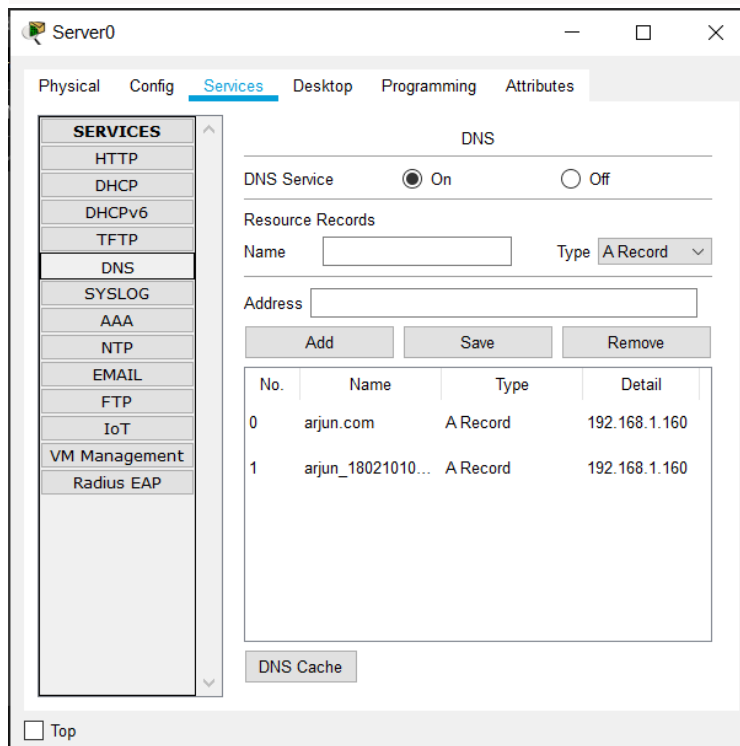 Server0
Physical Config Services Desktop Programming Attributes
SERVICES
HTTP
DHCP
DHCPv6
TFTP
DNS
SYSLOG
AAA
NTP
EMAIL
FTP
IoT
VM Management
Radius EAP
DNS
DNS Service On Off
Resource Records
Name Type A Record
Address
Add Save Remove
No. Name Type Detail
0 arjun.com A Record 192.168.1.160
1 arjun_18021010... A Record 192.168.1.160
DNS Cache
Top